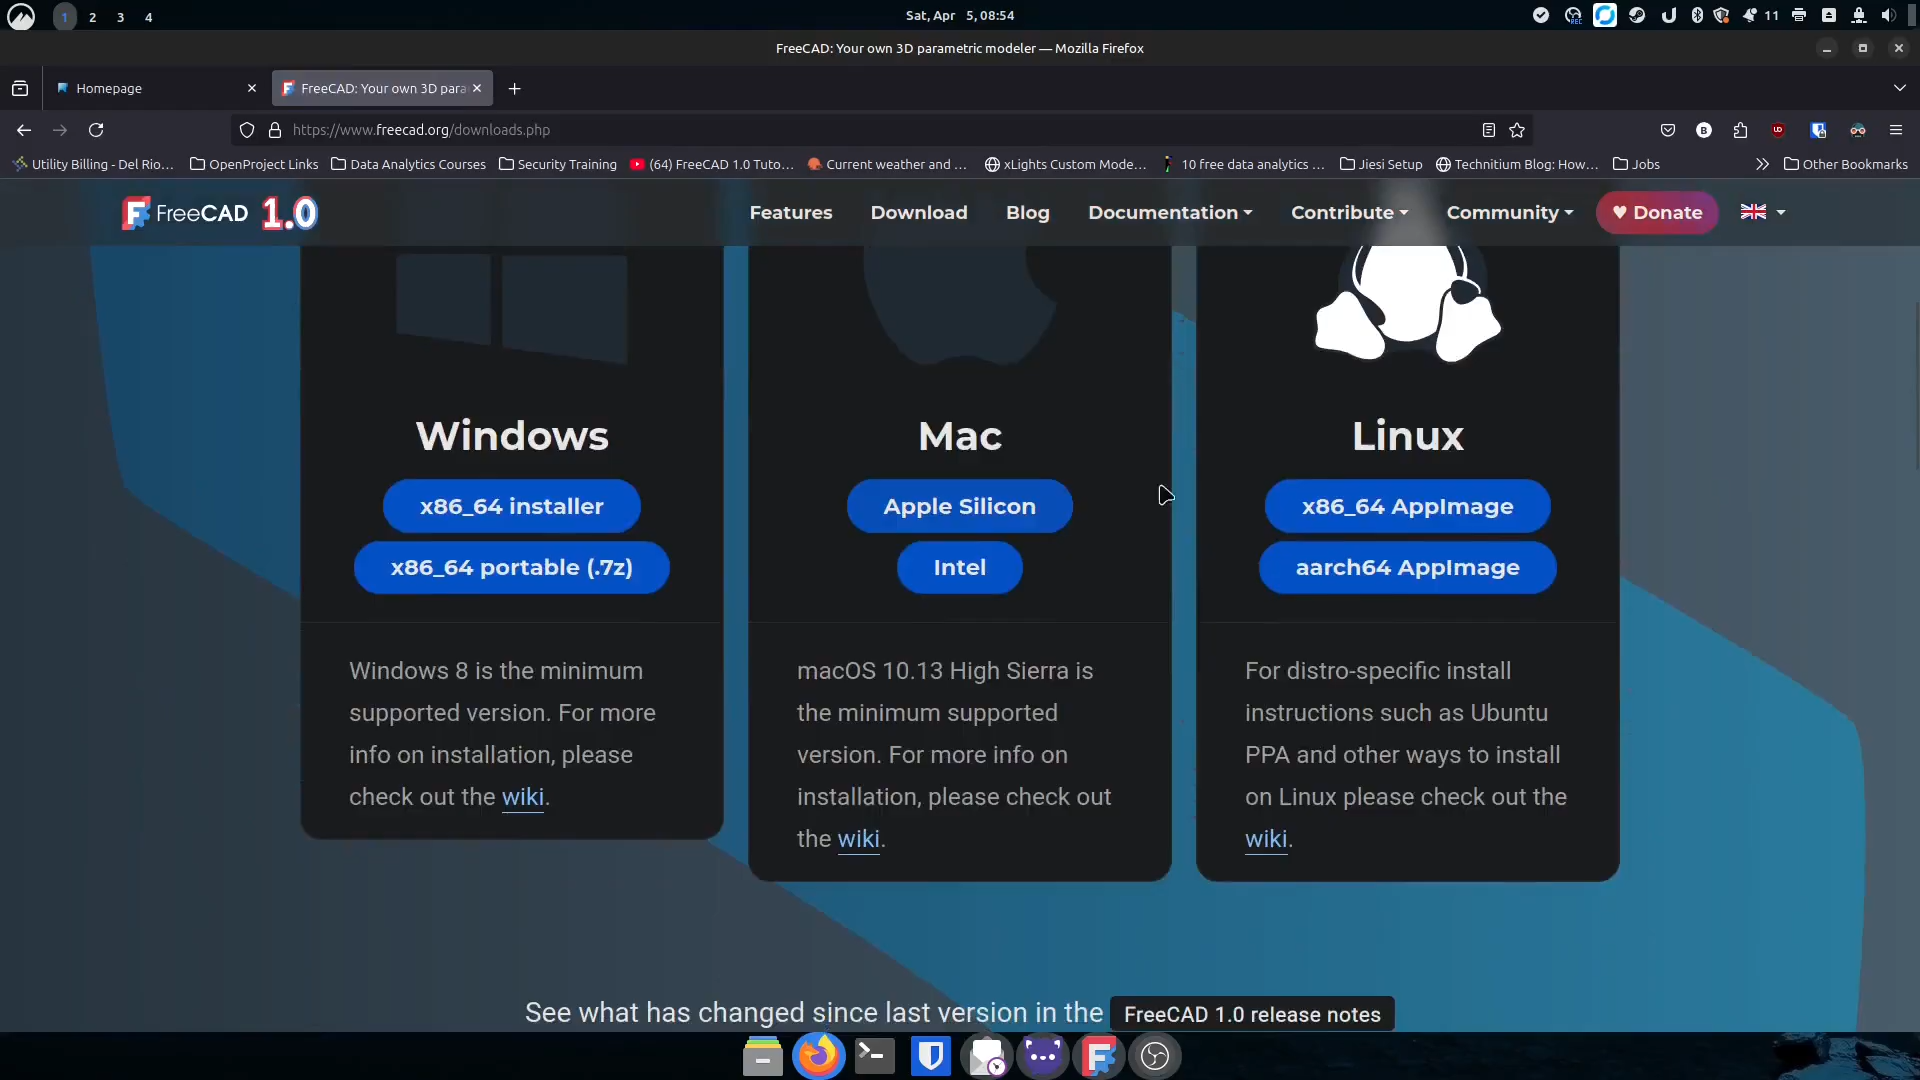 1 2 3 4
Sat, Apr 5, 08:54
REC
11
FreeCAD: Your own 3D parametric modeler — Mozilla Firefox
Homepage
FreeCAD: Your own 3D para
https://www.freecad.org/downloads.php
Utility Billing - Del Rio...
OpenProject Links
Data Analytics Courses
Security Training
(64) FreeCAD 1.0 Tuto...
Current weather and ...
xLights Custom Mode...
10 free data analytics ...
Jiesi Setup
Technitium Blog: How...
Jobs
Other Bookmarks
FreeCAD 1.0
Features
Download
Blog
Documentation
Contribute
Community
♥ Donate
Windows
x86_64 installer
x86_64 portable (.7z)
Windows 8 is the minimum
supported version. For more
info on installation, please
check out the wiki.
Mac
Apple Silicon
Intel
macOS 10.13 High Sierra is
the minimum supported
version. For more info on
installation, please check out
the wiki.
Linux
x86_64 AppImage
aarch64 AppImage
For distro-specific install
instructions such as Ubuntu
PPA and other ways to install
on Linux please check out the
wiki.
See what has changed since last version in the FreeCAD 1.0 release notes